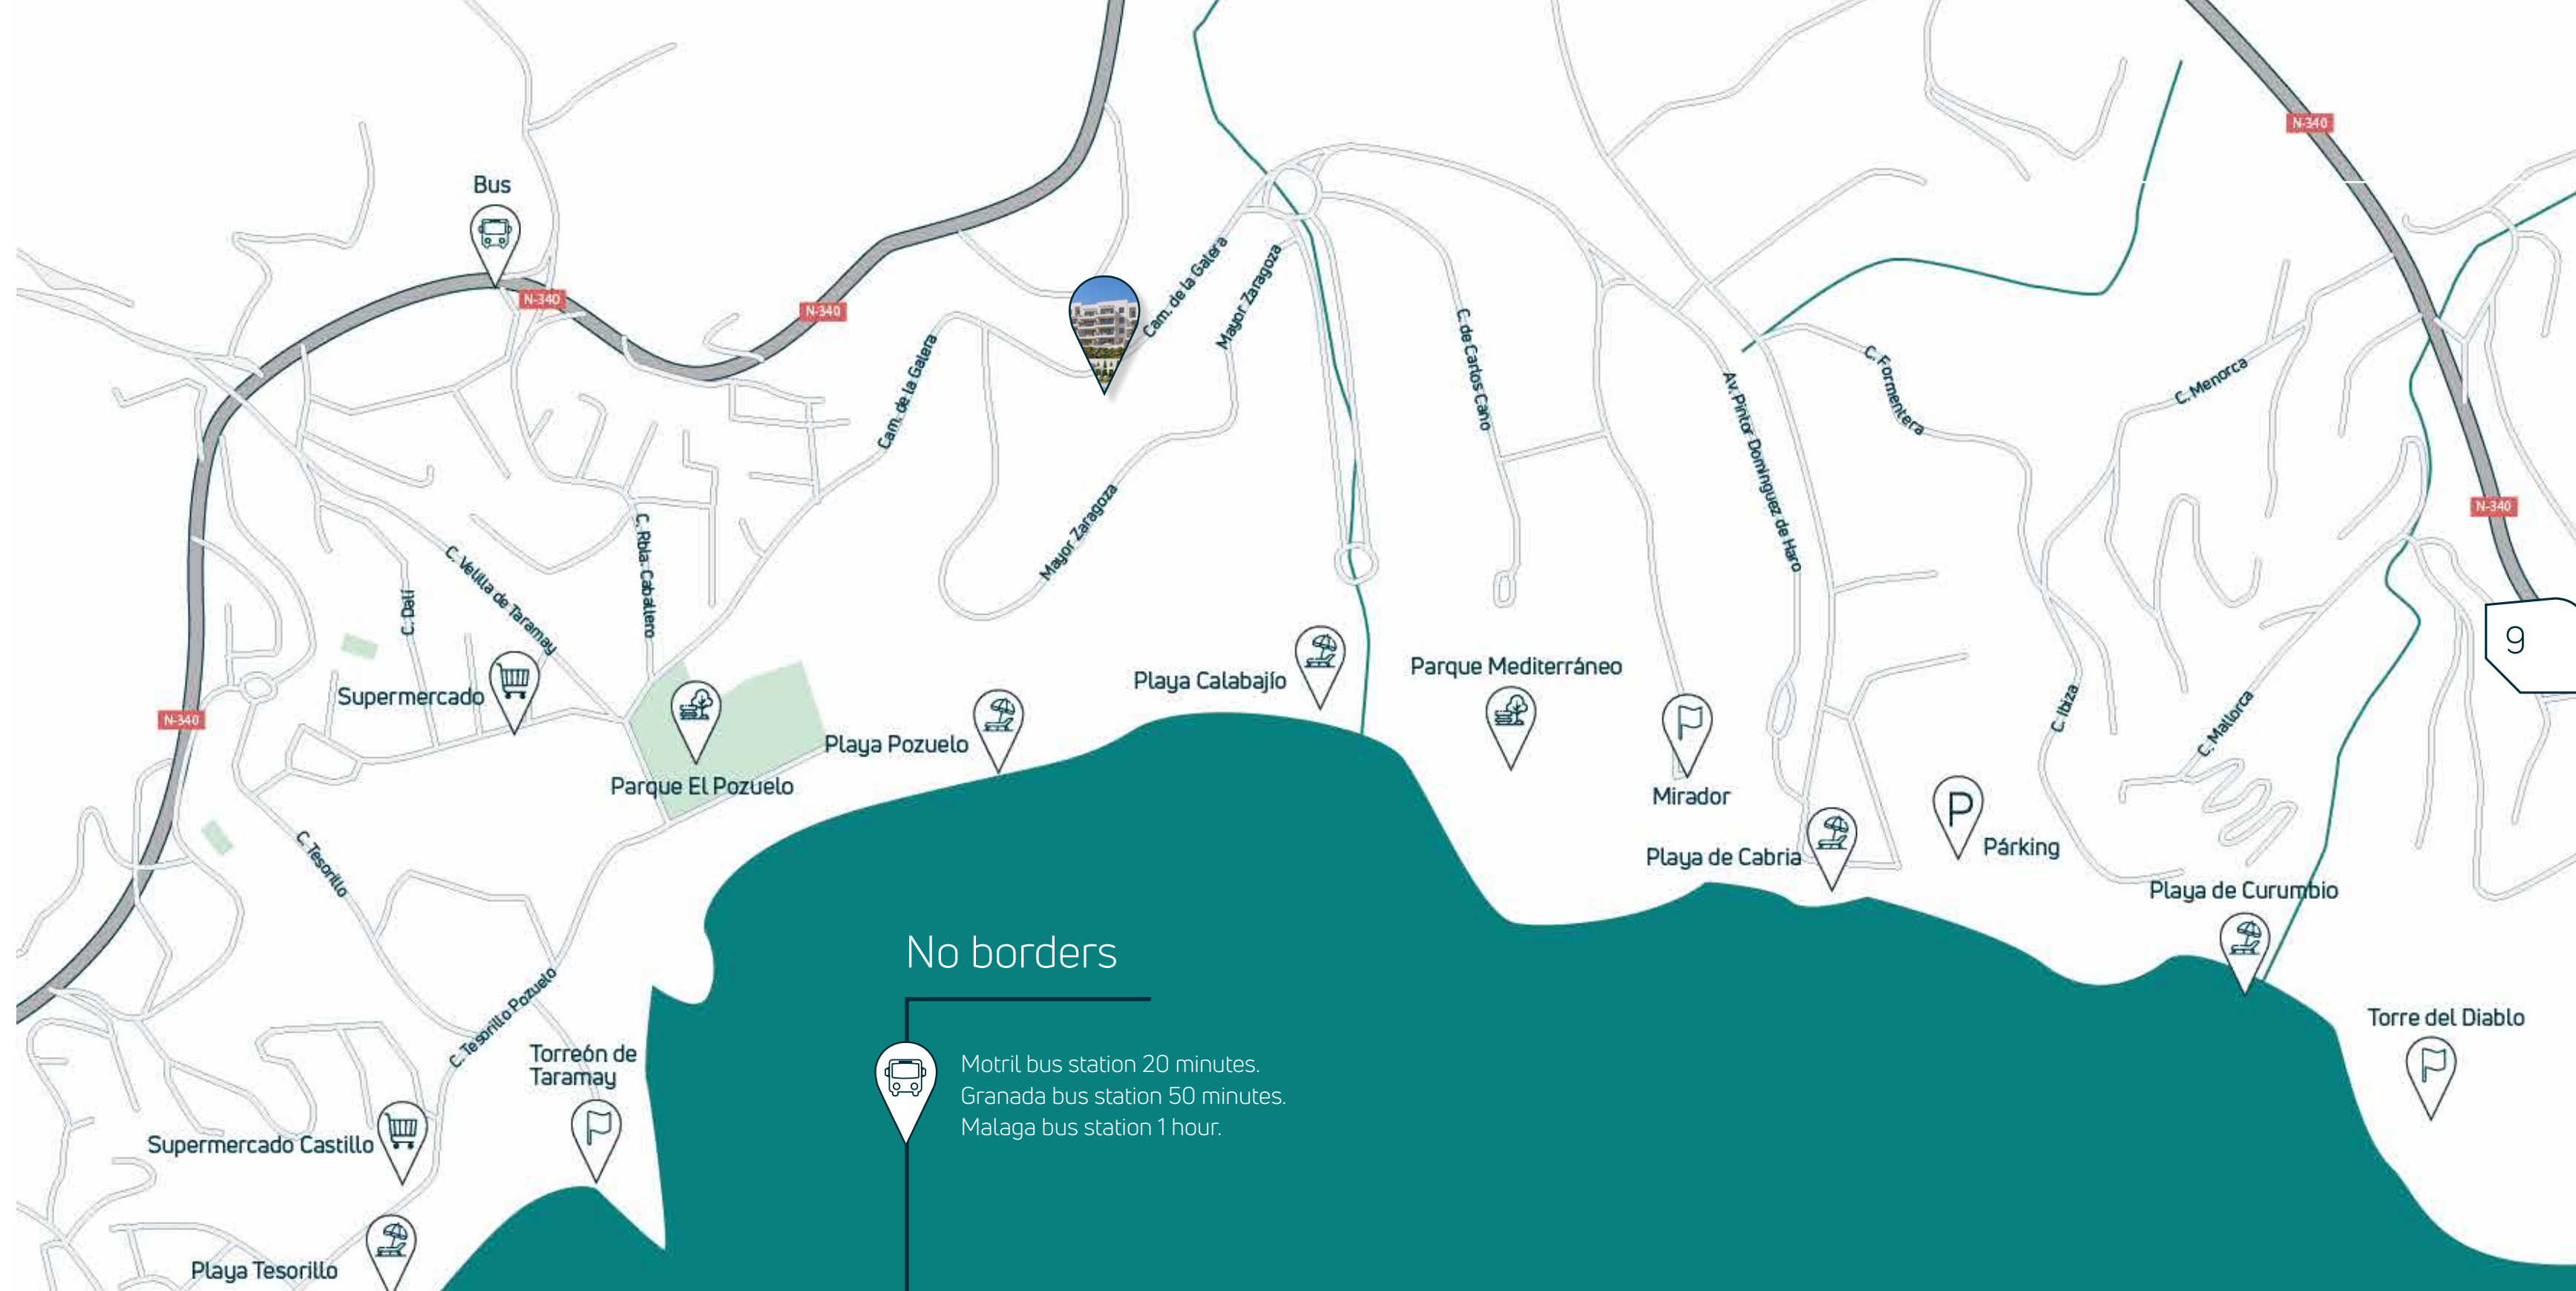 N-340
Bus
N-340
N-340
Cam. de la Galera
Mayor Zaragoza
C. de Carlos Cano
Cam. de la Galera
Av. Pintor Dominguez de Haro
C. Formentera
C. Menorca
N-340
Mayor Zaragoza
C. Velilla de Taramay
C. Rbla. Caballero
C. Dalí
9
Playa Calabajío
Parque Mediterráneo
Supermercado
N-340
Playa Pozuelo
Parque El Pozuelo
Mirador
C. Ibiza
C. Mallorca
P
Párking
Playa de Cabria
C. Tesorillo
Playa de Curumbio
No borders
C. Tesorillo Pozuelo
Torre del Diablo
Torreón de
Taramay
Motril bus station 20 minutes.
Granada bus station 50 minutes.
Malaga bus station 1 hour.
Supermercado Castillo
Playa Tesorillo